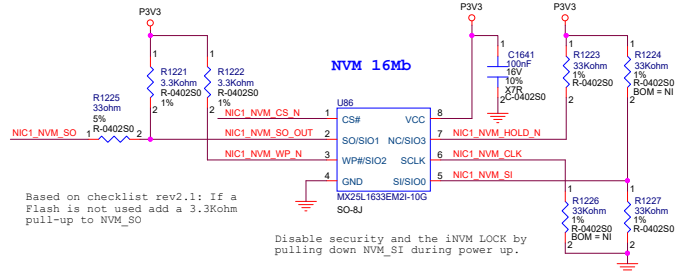 P3V3
P3V3
P3V3
NVM 16Mb
1
R1221
3.3Kohm
R-0402S0
1%
2
1
R1222
3.3Kohm
R-0402S0
1%
2
1
C1641
100nF
16V
10%
X7R
C-0402S0
2
1
R1223
33Kohm
1%
R-0402S0
2
1
R1224
33Kohm
1%
R-0402S0
BOM = NI
2
R1225
33ohm
5%
R-0402S0
1
2
NIC1_NVM_SO
NIC1_NVM_CS_N
NIC1_NVM_SO_OUT
NIC1_NVM_WP_N
U86
1 CS# VCC 8
2 SO/SIO1 NC/SIO3 7
3 WP#/SIO2 SCLK 6
4 GND SI/SIO0 5
MX25L1633EM2I-10G
SO-8J
NIC1_NVM_HOLD_N
NIC1_NVM_CLK
NIC1_NVM_SI
1
R1226
33Kohm
1%
R-0402S0
BOM = NI
2
1
R1227
33Kohm
1%
R-0402S0
2
Based on checklist rev2.1: If a
Flash is not used add a 3.3Kohm
pull-up to NVM_SO
Disable security and the iNVM LOCK by
pulling down NVM_SI during power up.